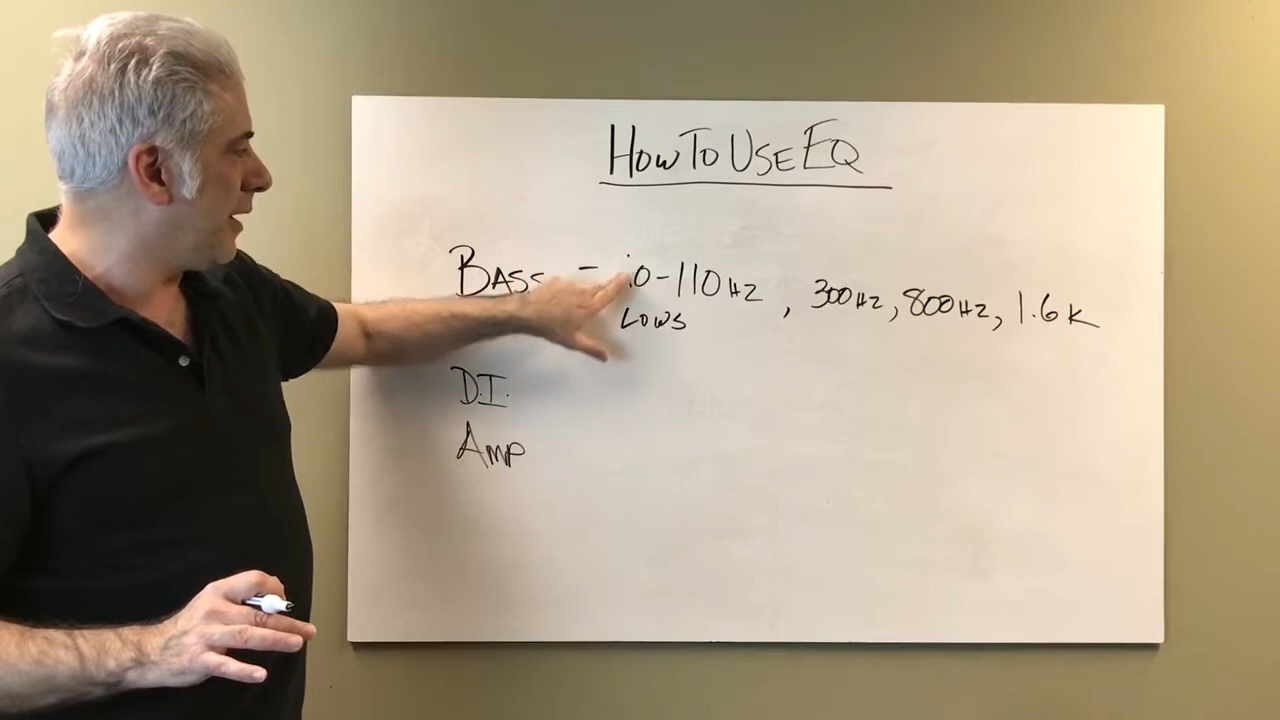 How To Use EQ
Bass - 0-110Hz, 300Hz, 800Hz, 1.6K
Lows
D.I.
Amp